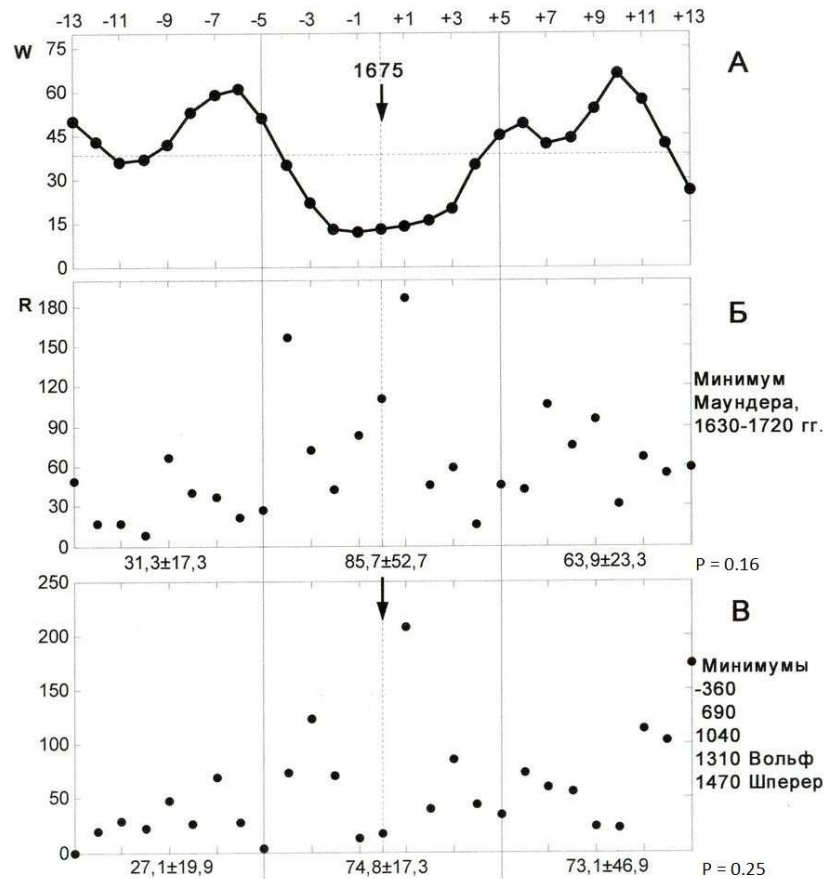 -13 -11 -9 -7 -5 -3 -1 +1 +3 +5 +7 +9 +11 +13
W
75
60
45
30
15
0
1675
А
R
180
150
120
90
60
30
0
Б
Минимум
Маундера,
1630-1720 гг.
31,3±17,3 85,7±52,7 63,9±23,3 P = 0.16
250
200
150
100
50
0
В
Минимумы
-360
690
1040
1310 Вольф
1470 Шперер
27,1±19,9 74,8±17,3 73,1±46,9 P = 0.25